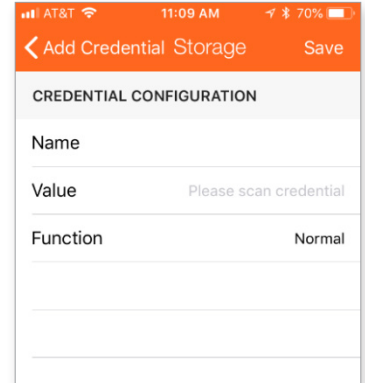 AT&T 11:09 AM 70%
Add Credential Storage Save
CREDENTIAL CONFIGURATION
Name
Value Please scan credential
Function Normal